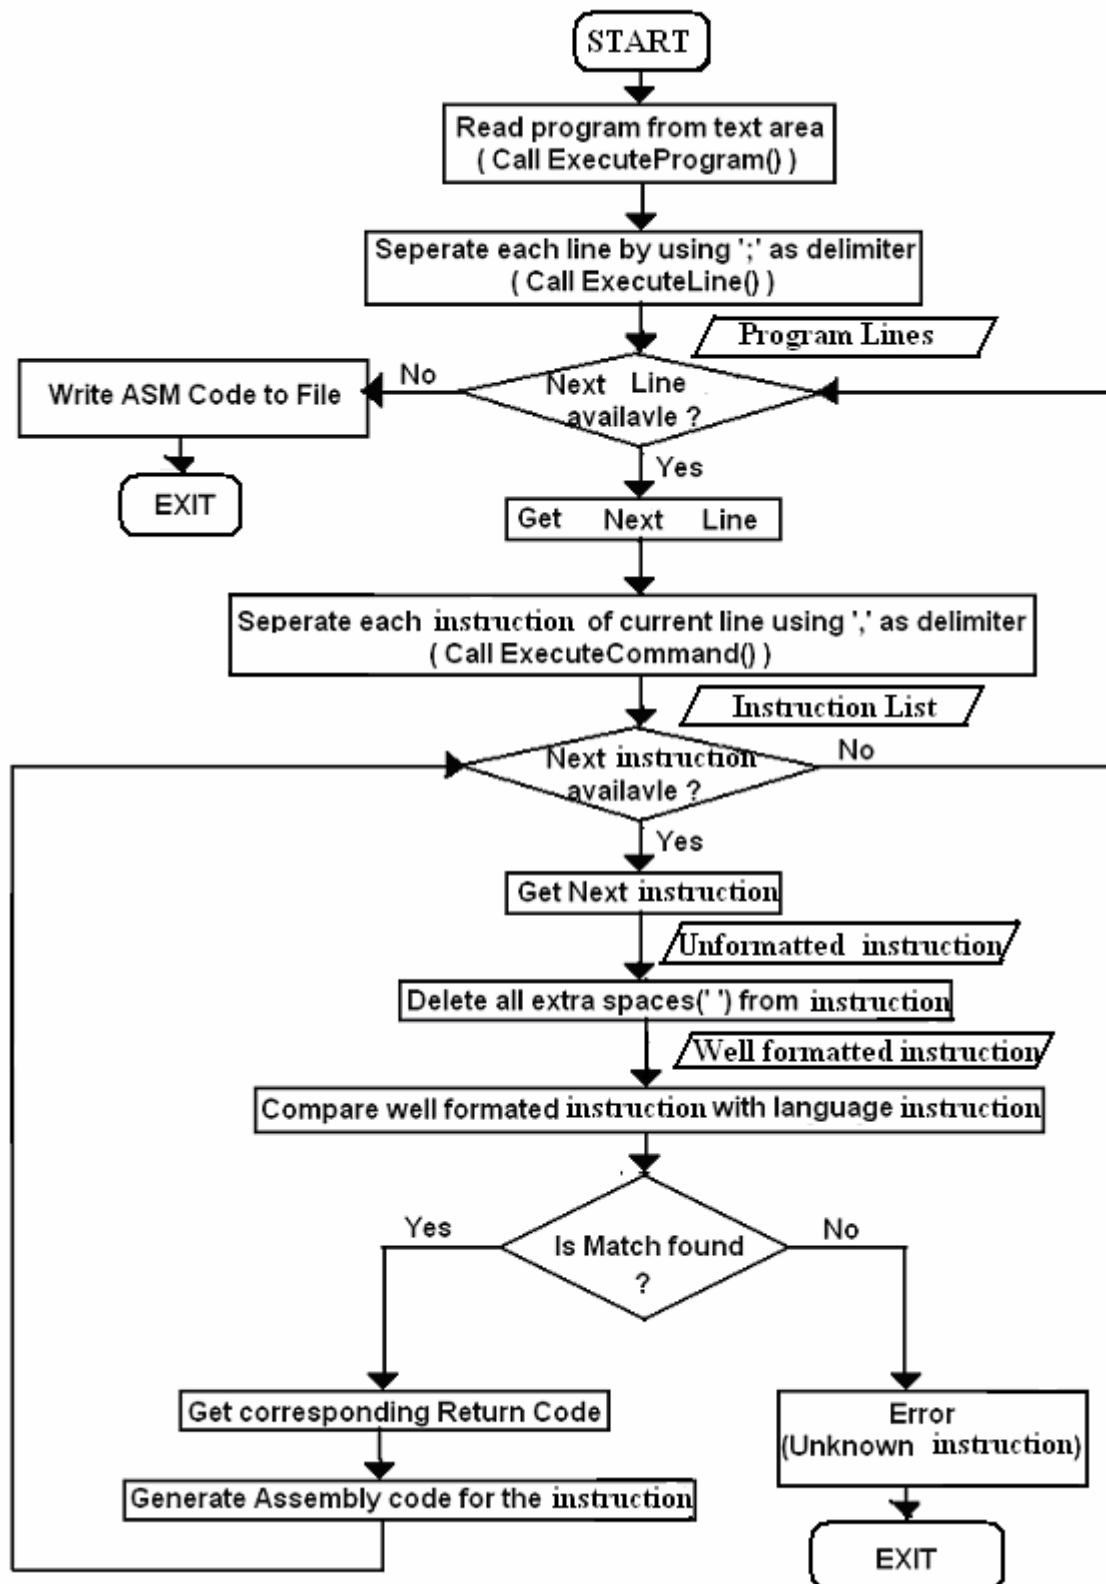 START
Read program from text area
( Call ExecuteProgram() )
Seperate each line by using ';' as delimiter
( Call ExecuteLine() )
Program Lines
Next Line
availavle ?
No
Write ASM Code to File
EXIT
Yes
Get Next Line
Seperate each instruction of current line using ',' as delimiter
( Call ExecuteCommand() )
Instruction List
Next instruction
availavle ?
No
Yes
Get Next instruction
Unformatted instruction
Delete all extra spaces(' ') from instruction
Well formatted instruction
Compare well formated instruction with language instruction
Is Match found
?
Yes
No
Get corresponding Return Code
Generate Assembly code for the instruction
Error
(Unknown instruction)
EXIT